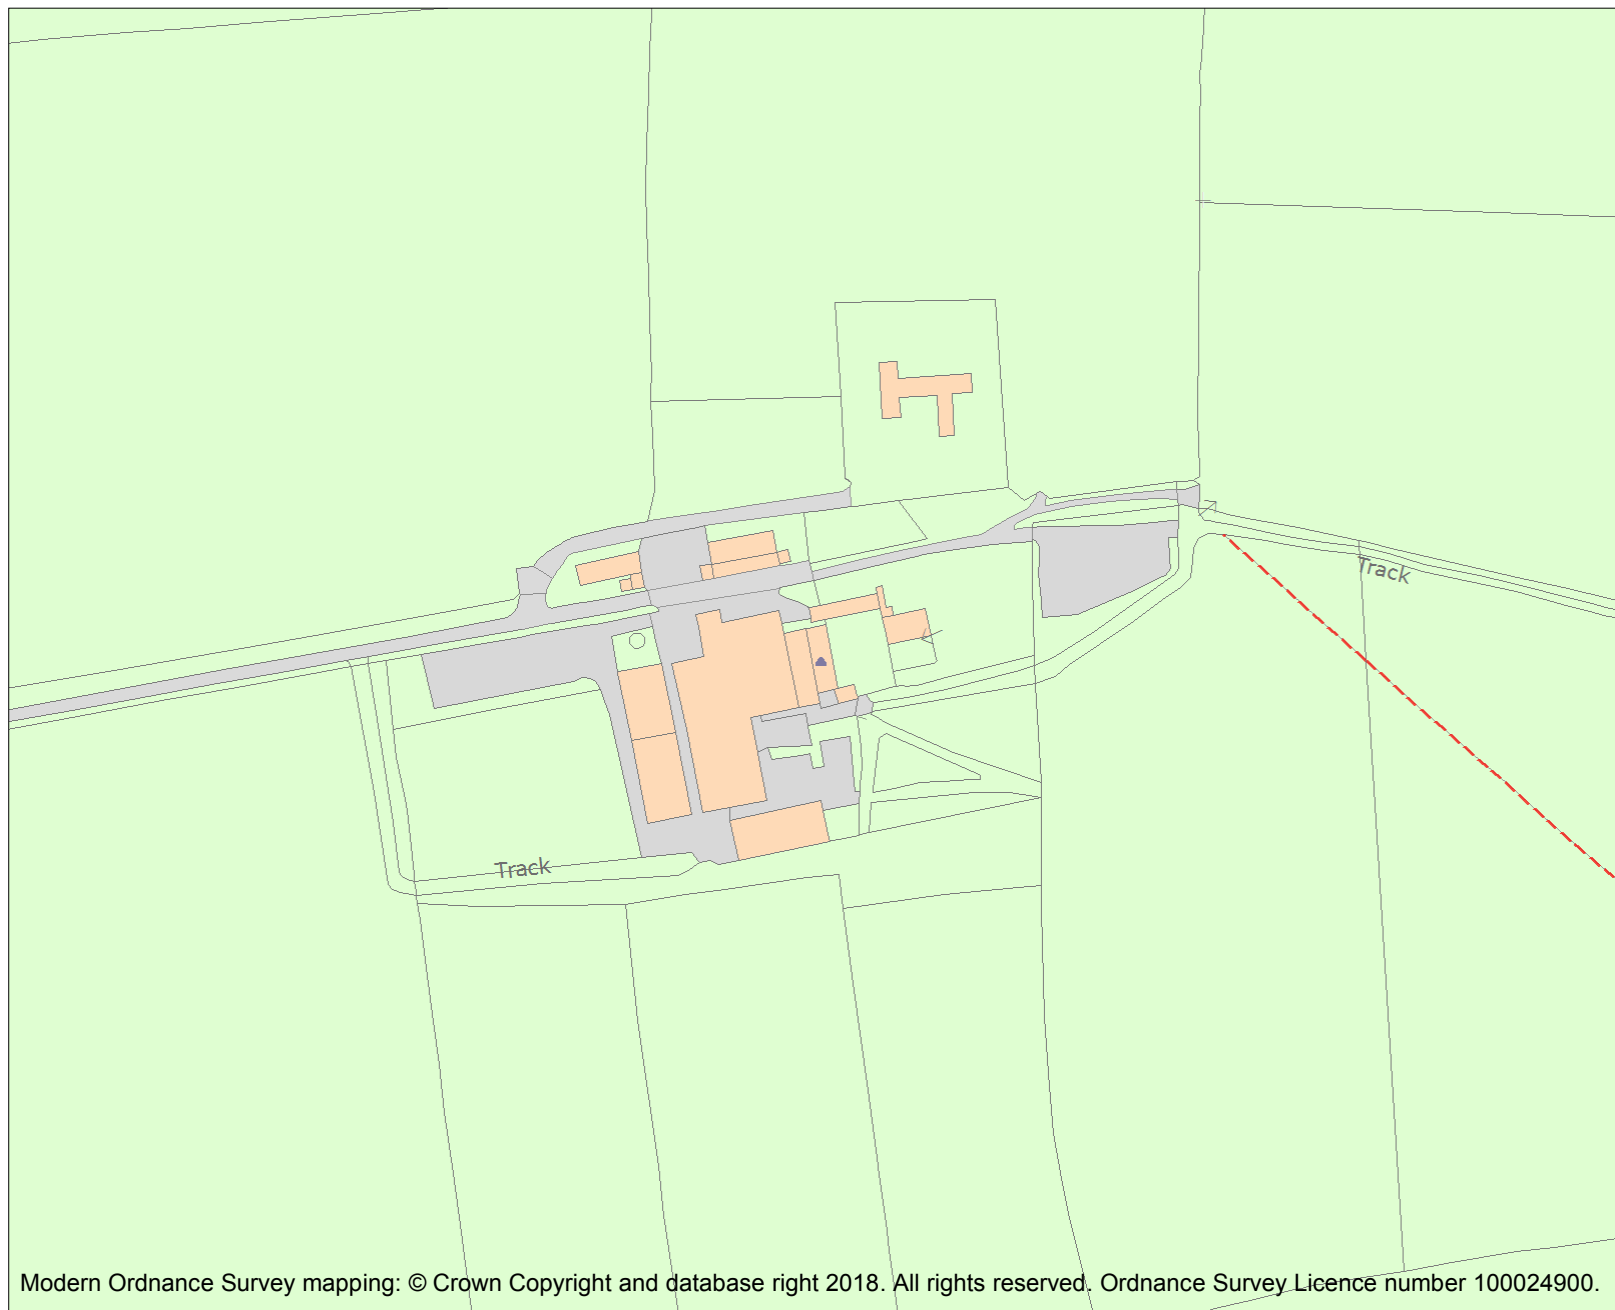 Track
Track
Modern Ordnance Survey mapping: © Crown Copyright and database right 2018. All rights reserved. Ordnance Survey Licence number 100024900.